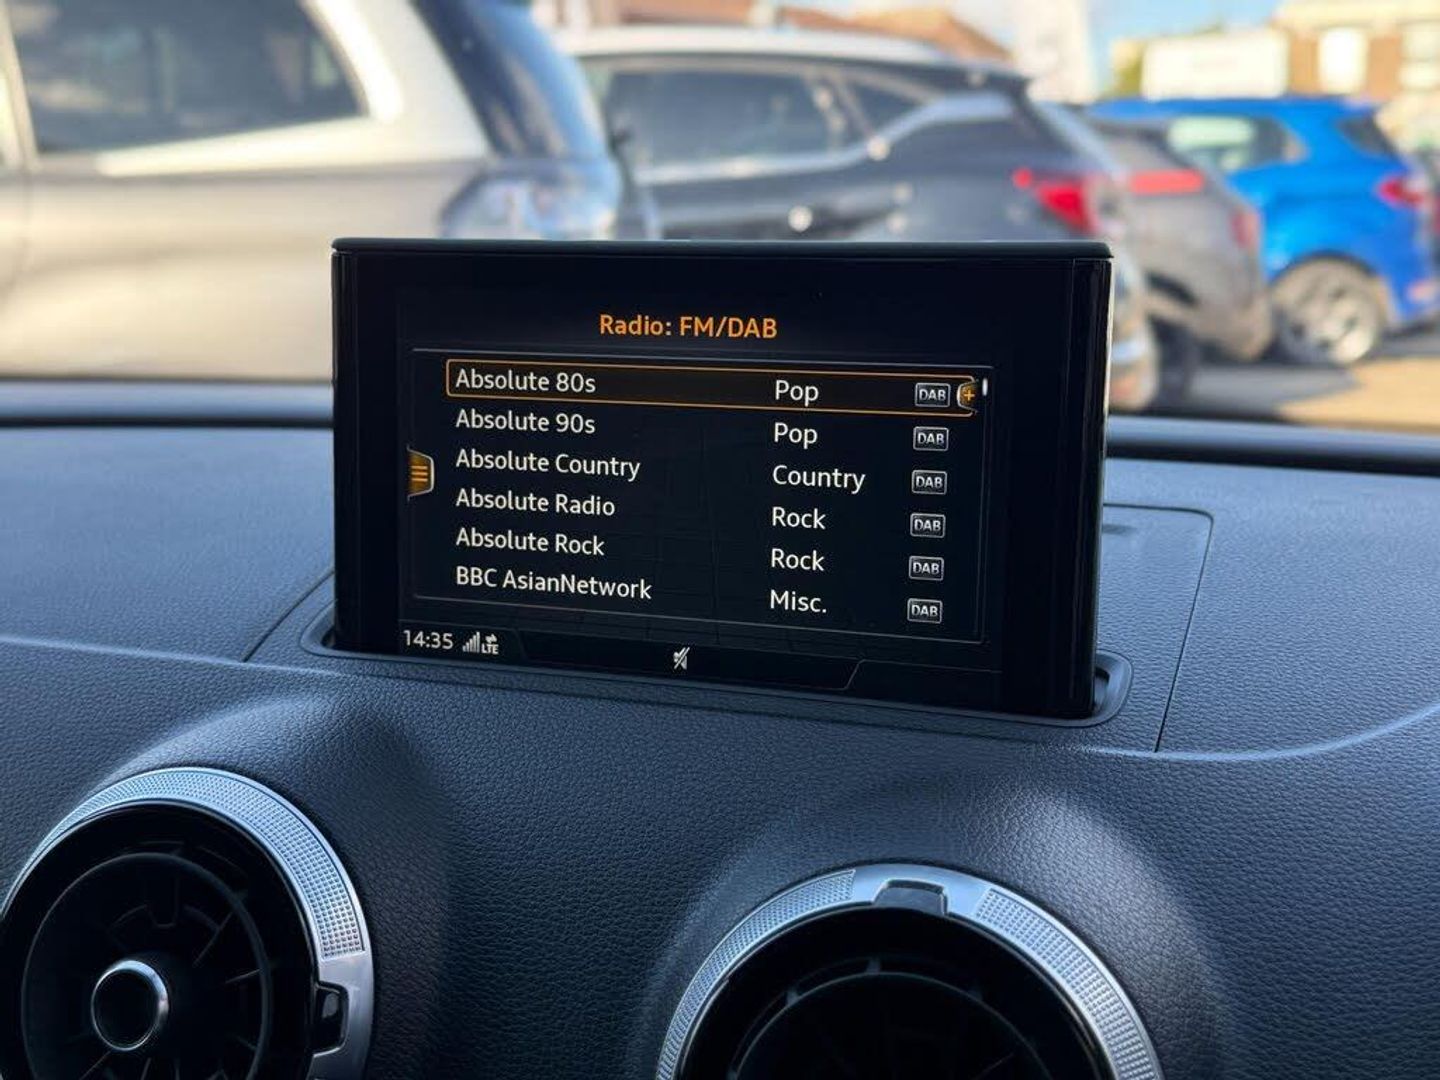 Radio: FM/DAB
Absolute 80s Pop DAB +
Absolute 90s Pop DAB
Absolute Country Country DAB
Absolute Radio Rock DAB
Absolute Rock Rock DAB
BBC AsianNetwork Misc. DAB
14:35 LTE